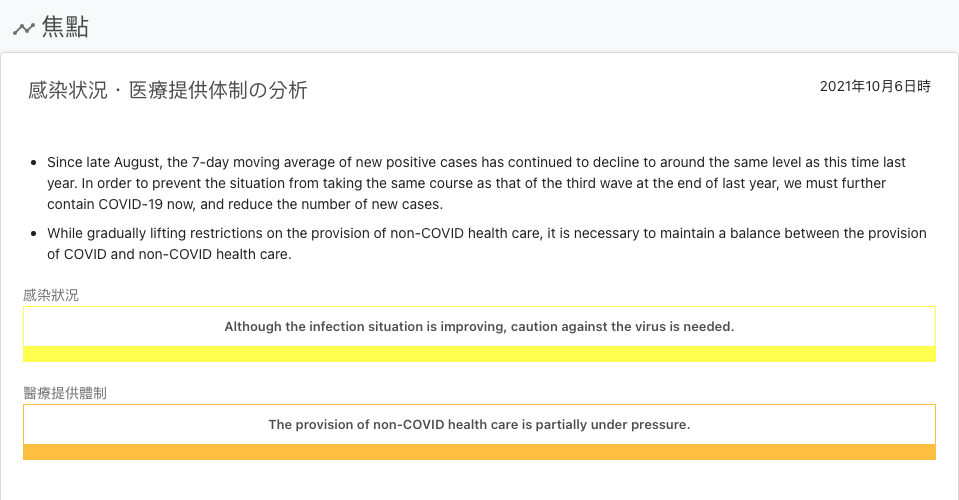 焦點
感染状況・医療提供体制の分析
2021年10月6日時
Since late August, the 7-day moving average of new positive cases has continued to decline to around the same level as this time last
year. In order to prevent the situation from taking the same course as that of the third wave at the end of last year, we must further
contain COVID-19 now, and reduce the number of new cases.
While gradually lifting restrictions on the provision of non-COVID health care, it is necessary to maintain a balance between the provision
of COVID and non-COVID health care.
感染狀況
Although the infection situation is improving, caution against the virus is needed.
醫療提供體制
The provision of non-COVID health care is partially under pressure.